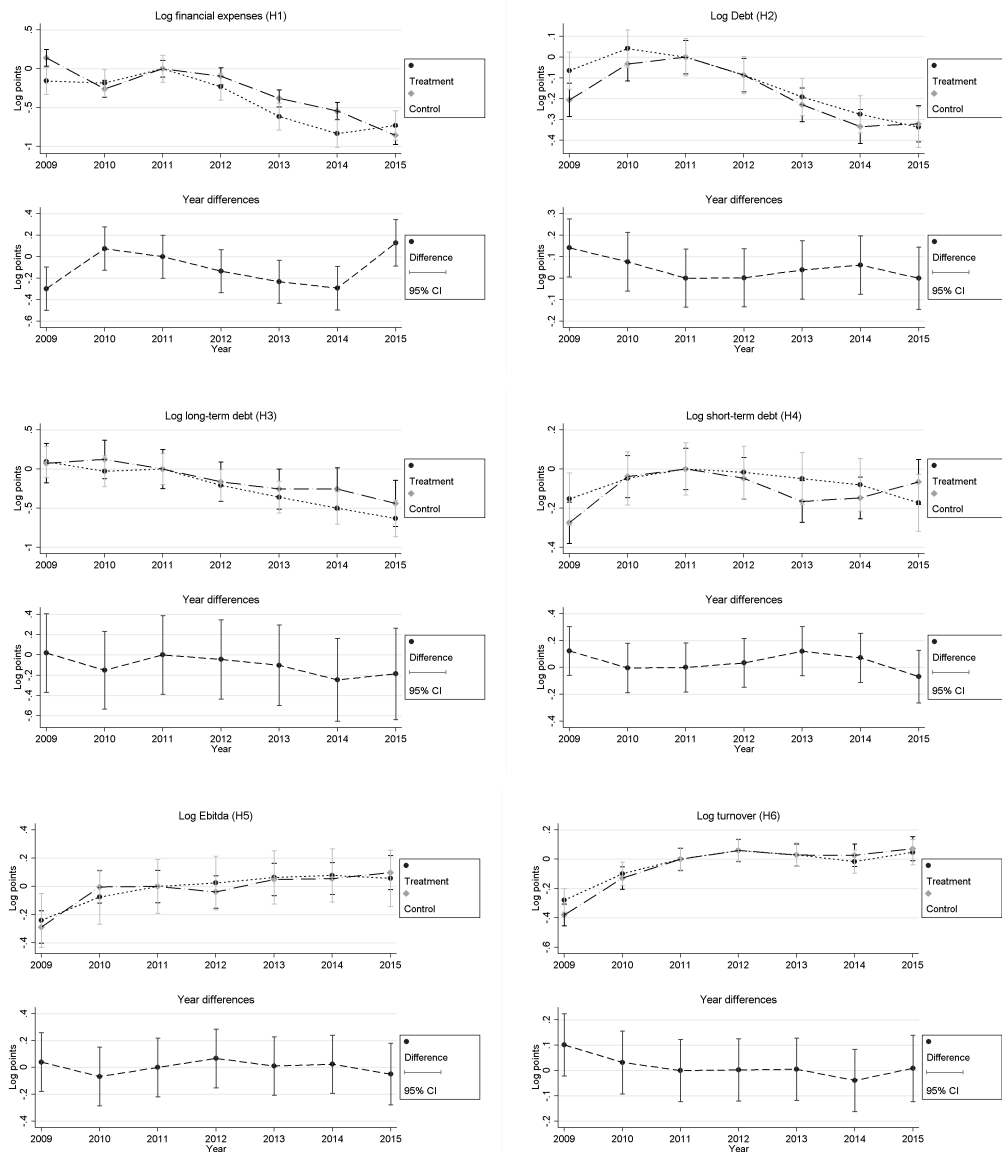 Log financial expenses (H1)
Log points
.5
0
-.5
-1
2009 2010 2011 2012 2013 2014 2015
Treatment
Control
Year differences
Log points
.4
.2
0
-.2
-.4
-.6
2009 2010 2011 2012 2013 2014 2015
Year
Difference
95% CI
Log Debt (H2)
Log points
.1
0
-.1
-.2
-.3
-.4
2009 2010 2011 2012 2013 2014 2015
Treatment
Control
Year differences
Log points
.3
.2
.1
0
-.1
-.2
2009 2010 2011 2012 2013 2014 2015
Year
Difference
95% CI
Log long-term debt (H3)
Log points
.5
0
-.5
-1
2009 2010 2011 2012 2013 2014 2015
Treatment
Control
Year differences
Log points
.4
.2
0
-.2
-.4
-.6
2009 2010 2011 2012 2013 2014 2015
Year
Difference
95% CI
Log short-term debt (H4)
Log points
.2
0
-.2
-.4
2009 2010 2011 2012 2013 2014 2015
Treatment
Control
Year differences
Log points
.4
.2
0
-.2
-.4
2009 2010 2011 2012 2013 2014 2015
Year
Difference
95% CI
Log Ebitda (H5)
Log points
.4
.2
0
-.2
-.4
2009 2010 2011 2012 2013 2014 2015
Treatment
Control
Year differences
Log points
.4
.2
0
-.2
-.4
2009 2010 2011 2012 2013 2014 2015
Year
Difference
95% CI
Log turnover (H6)
Log points
.2
0
-.2
-.4
-.6
2009 2010 2011 2012 2013 2014 2015
Treatment
Control
Year differences
Log points
.2
.1
0
-.1
-.2
2009 2010 2011 2012 2013 2014 2015
Year
Difference
95% CI